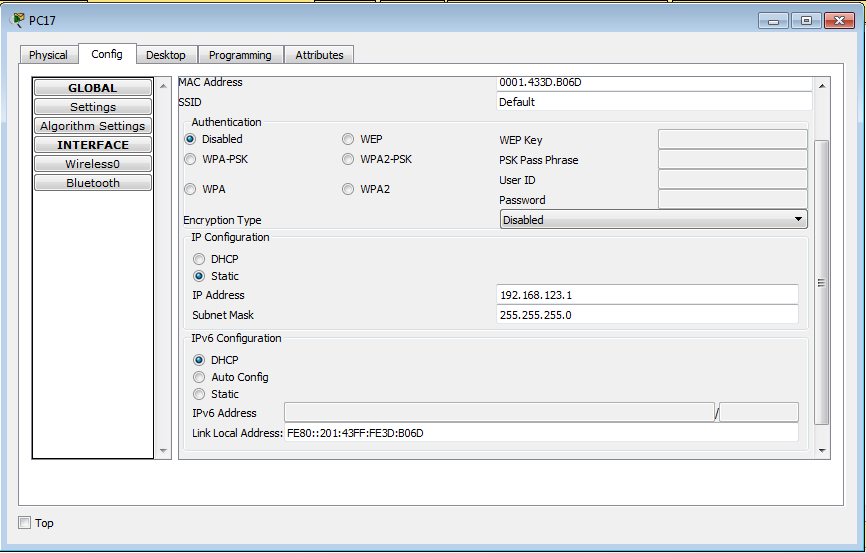 PC17
Physical Config Desktop Programming Attributes
GLOBAL
Settings
Algorithm Settings
INTERFACE
Wireless0
Bluetooth
MAC Address 0001.433D.B06D
SSID Default
Authentication
Disabled WEP WEP Key
WPA-PSK WPA2-PSK PSK Pass Phrase
User ID
WPA WPA2
Password
Encryption Type Disabled
IP Configuration
DHCP
Static
IP Address 192.168.123.1
Subnet Mask 255.255.255.0
IPv6 Configuration
DHCP
Auto Config
Static
IPv6 Address /
Link Local Address: FE80::201:43FF:FE3D:B06D
Top